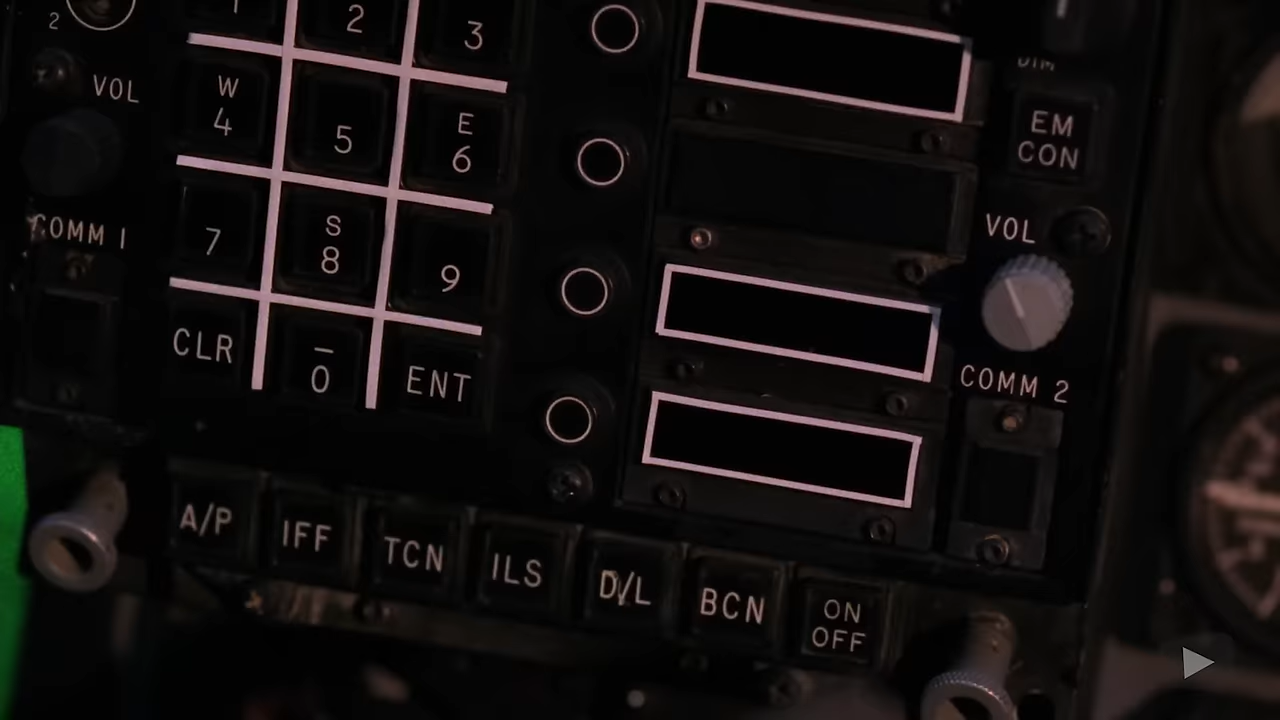 1
2
3
2
VOL
W
4
5
E
6
DIM
EM
CON
COMM 1
7
S
8
9
VOL
CLR
–
0
ENT
COMM 2
A/P
IFF
TCN
ILS
D/L
BCN
ON
OFF